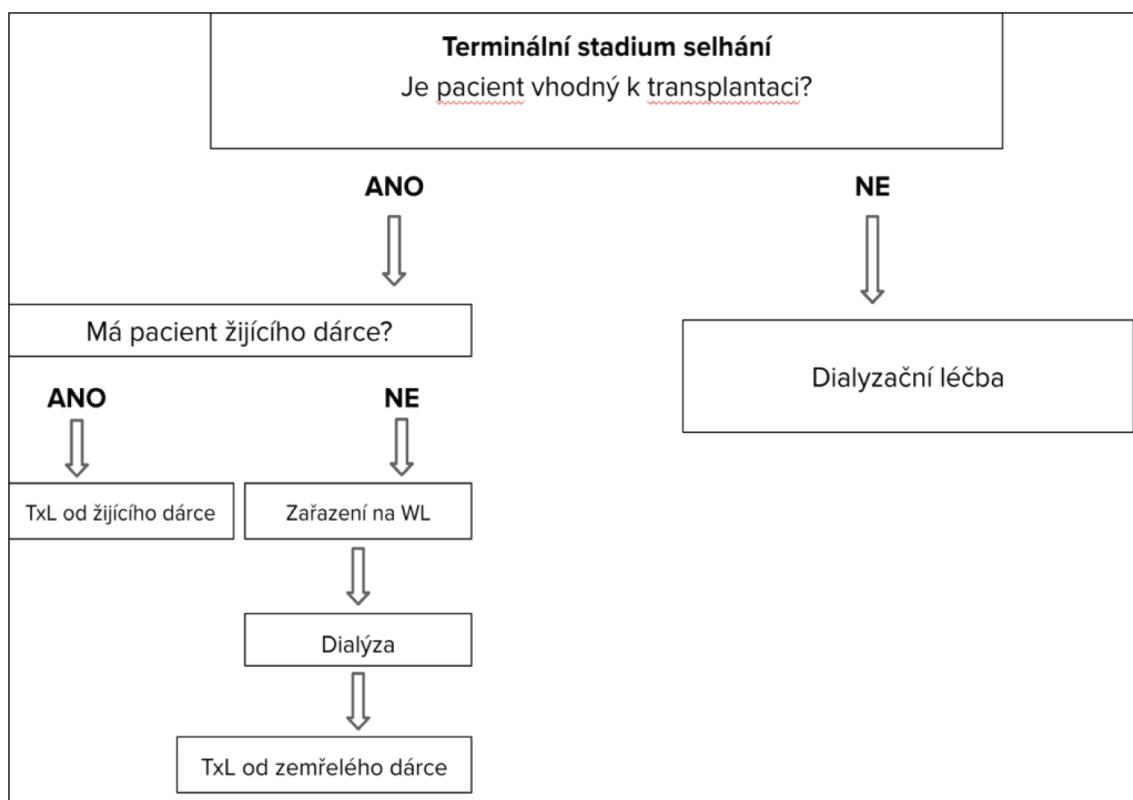 Terminální stadium selhání
Je pacient vhodný k transplantaci?
ANO
NE
Má pacient žijícího dárce?
Dialyzační léčba
ANO
NE
TxL od žijícího dárce
Zařazení na WL
Dialýza
TxL od zemřelého dárce